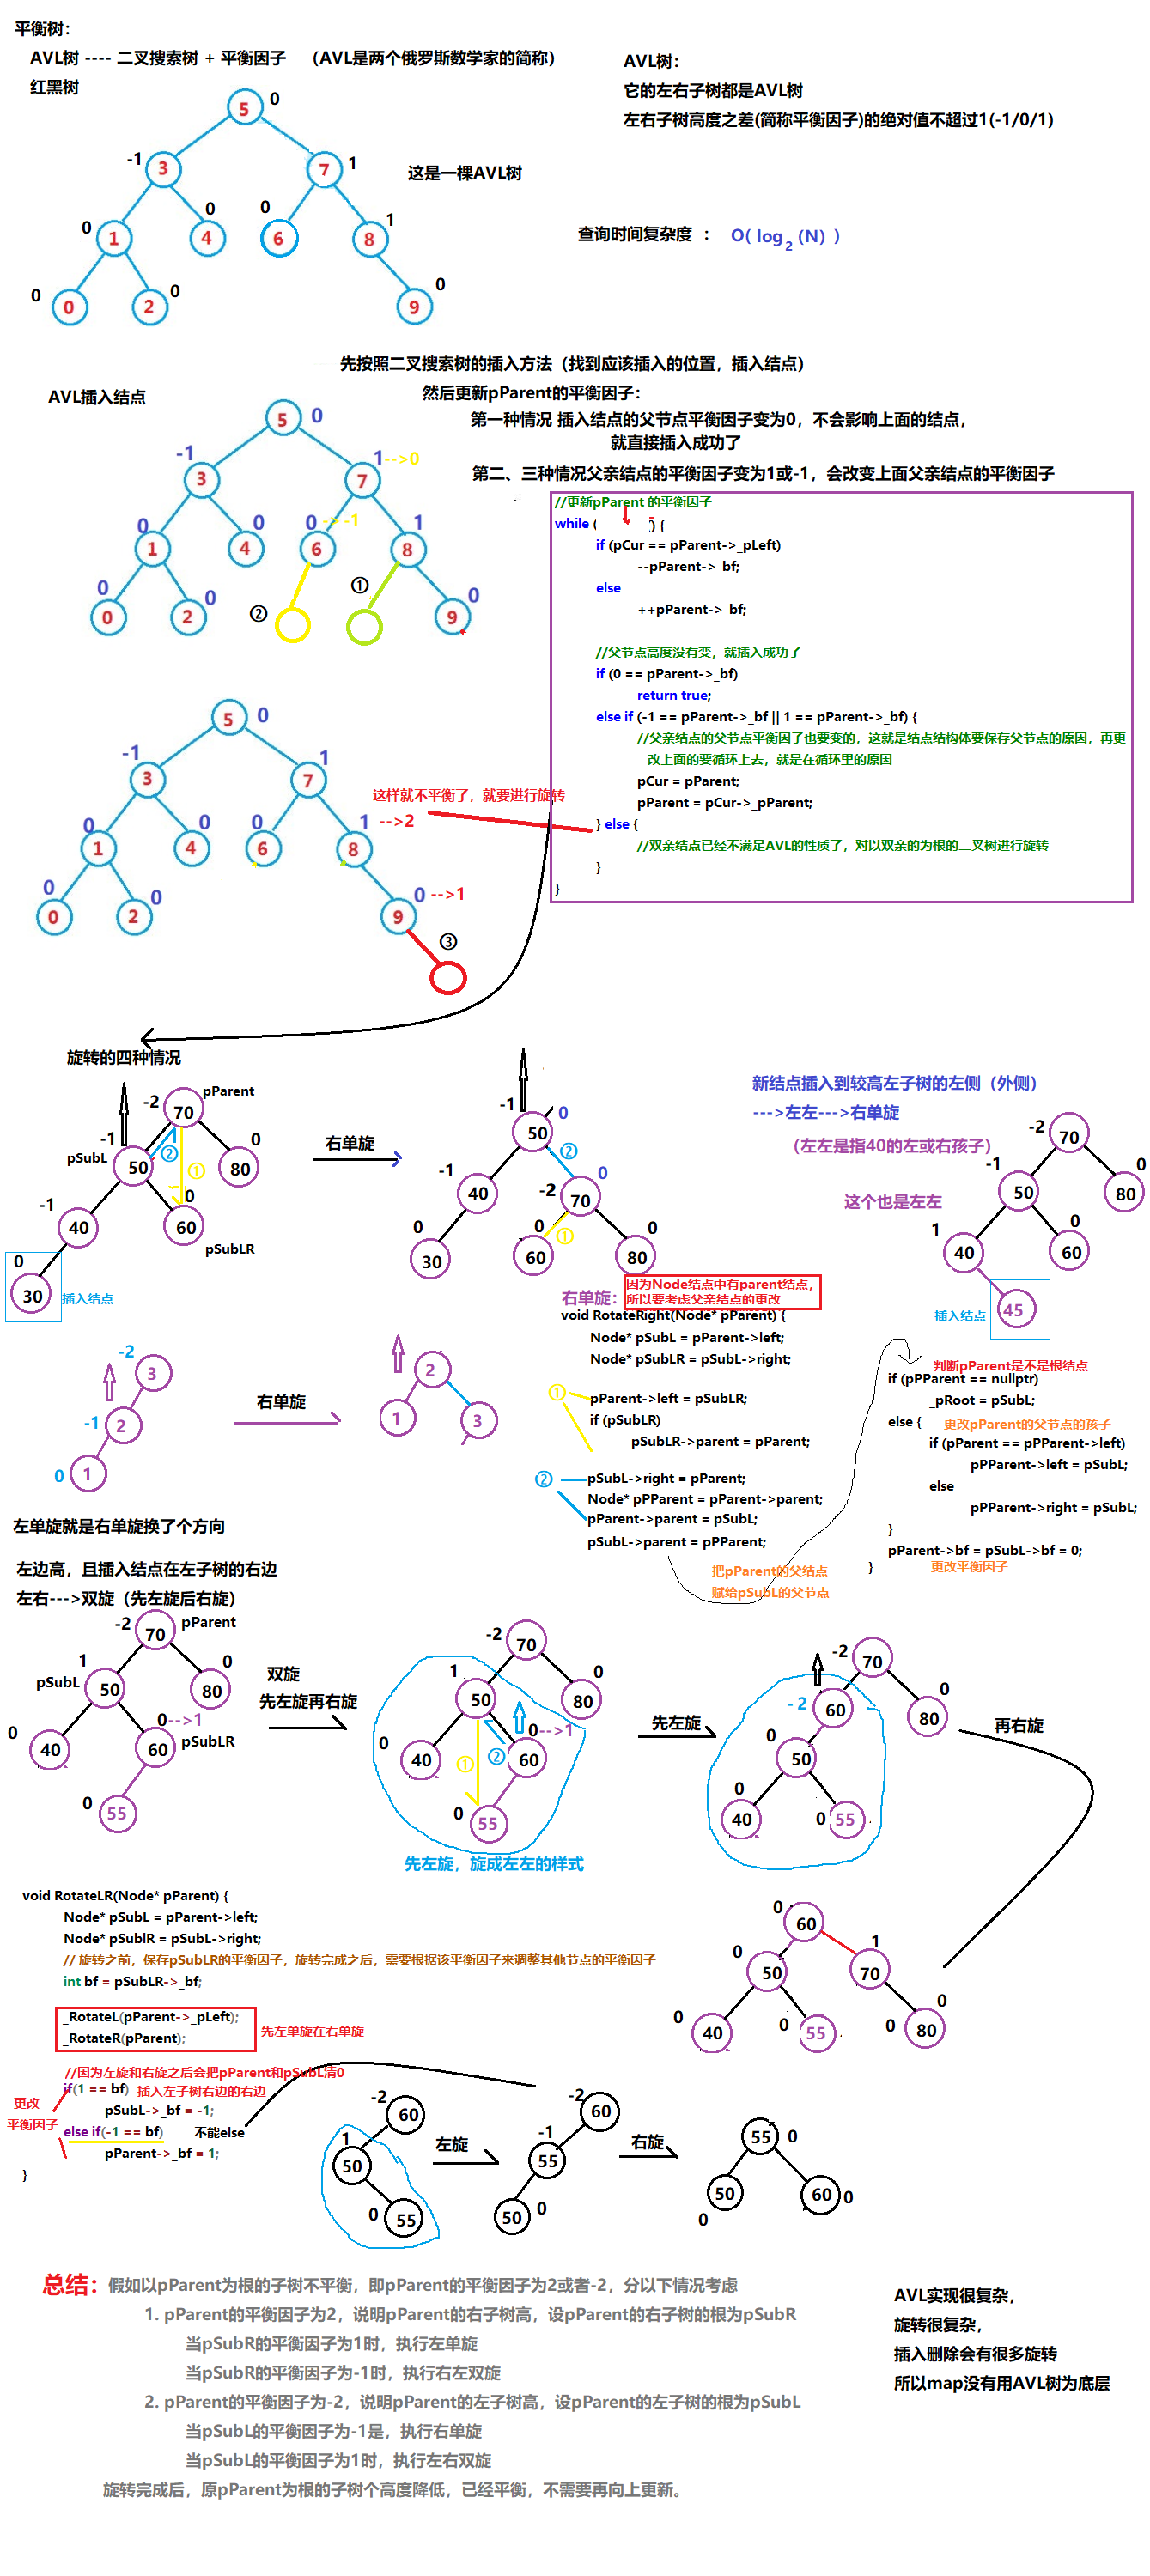 平衡树：
AVL树 ---- 二叉搜索树 + 平衡因子 （AVL是两个俄罗斯数学家的简称）
红黑树
AVL树：
它的左右子树都是AVL树
左右子树高度之差(简称平衡因子)的绝对值不超过1(-1/0/1)
5 0
-1 3 7 1
这是一棵AVL树
0 1 0 4 0 6 8 1
0 0 2 0 9 0
查询时间复杂度 ： O( log2 (N) )
先按照二叉搜索树的插入方法（找到应该插入的位置，插入结点）
AVL插入结点
然后更新pParent的平衡因子：
第一种情况 插入结点的父节点平衡因子变为0，不会影响上面的结点，
就直接插入成功了
第二、三种情况父亲结点的平衡因子变为1或-1，会改变上面父亲结点的平衡因子
5 0
-1 3 7 1-->0
0 1 0 4 0 -->-1 6 1 8
0 0 2 0 ② ① 9 0
//更新pParent 的平衡因子
while ( ) {
if (pCur == pParent->_pLeft)
--pParent->_bf;
else
++pParent->_bf;
//父节点高度没有变，就插入成功了
if (0 == pParent->_bf)
return true;
else if (-1 == pParent->_bf || 1 == pParent->_bf) {
//父亲结点的父节点平衡因子也要变的，这就是结点结构体要保存父节点的原因，再更
改上面的要循环上去，就是在循环里的原因
pCur = pParent;
pParent = pCur->_pParent;
} else {
//双亲结点已经不满足AVL的性质了，对以双亲的为根的二叉树进行旋转
}
}
5 0
-1 3 7 1
这样就不平衡了，就要进行旋转
0 1 0 4 0 6 8 1 -->2
0 0 2 0 9 0 -->1
③
旋转的四种情况
-2 70 pParent
-1 pSubL 50 ② ① 80 0
-1 40 0 60 pSubLR
0 30 插入结点
右单旋
-1 50 0
②
-1 40 -2 70 0
0 30 0 60 ① 80 0
新结点插入到较高左子树的左侧（外侧）
--->左左--->右单旋
（左左是指40的左或右孩子）
这个也是左左
-2 70
-1 50 80 0
1 40 60 0
插入结点 45
-2 3
-1 2
0 1
右单旋
2
1 3
右单旋：
因为Node结点中有parent结点，
所以要考虑父亲结点的更改
void RotateRight(Node* pParent) {
Node* pSubL = pParent->left;
Node* pSubLR = pSubL->right;
① pParent->left = pSubLR;
if (pSubLR)
pSubLR->parent = pParent;
② pSubL->right = pParent;
Node* pPParent = pParent->parent;
pParent->parent = pSubL;
pSubL->parent = pPParent;
把pParent的父结点
赋给pSubL的父节点
判断pParent是不是根结点
if (pPParent == nullptr)
_pRoot = pSubL;
else { 更改pParent的父节点的孩子
if (pParent == pPParent->left)
pPParent->left = pSubL;
else
pPParent->right = pSubL;
}
pParent->bf = pSubL->bf = 0;
} 更改平衡因子
左单旋就是右单旋换了个方向
左边高，且插入结点在左子树的右边
左右--->双旋（先左旋后右旋）
-2 70 pParent
1 pSubL 50 80 0
0 40 0-->1 60 pSubLR
0 55
双旋
先左旋再右旋
-2 70
1 50 80 0
0 40 ① ② 0-->1 60
0 55
先左旋，旋成左左的样式
先左旋
-2 70
-2 60 80 0
0 50
0 40 0 55
再右旋
0 60
0 50 1 70
0 40 0 55 0 80 0
void RotateLR(Node* pParent) {
Node* pSubL = pParent->left;
Node* pSublR = pSubL->right;
// 旋转之前，保存pSubLR的平衡因子，旋转完成之后，需要根据该平衡因子来调整其他节点的平衡因子
int bf = pSubLR->_bf;
_RotateL(pParent->_pLeft);
_RotateR(pParent);
先左单旋在右单旋
//因为左旋和右旋之后会把pParent和pSubL清0
if(1 == bf) 插入左子树右边的右边
pSubL->_bf = -1;
else if(-1 == bf) 不能else
pParent->_bf = 1;
}
更改
平衡因子
-2 60
1 50
0 55
左旋
-2 60
-1 55
50 0
右旋
55 0
50 0 60 0
总结：假如以pParent为根的子树不平衡，即pParent的平衡因子为2或者-2，分以下情况考虑
1. pParent的平衡因子为2，说明pParent的右子树高，设pParent的右子树的根为pSubR
当pSubR的平衡因子为1时，执行左单旋
当pSubR的平衡因子为-1时，执行右左双旋
2. pParent的平衡因子为-2，说明pParent的左子树高，设pParent的左子树的根为pSubL
当pSubL的平衡因子为-1是，执行右单旋
当pSubL的平衡因子为1时，执行左右双旋
旋转完成后，原pParent为根的子树个高度降低，已经平衡，不需要再向上更新。
AVL实现很复杂，
旋转很复杂，
插入删除会有很多旋转
所以map没有用AVL树为底层